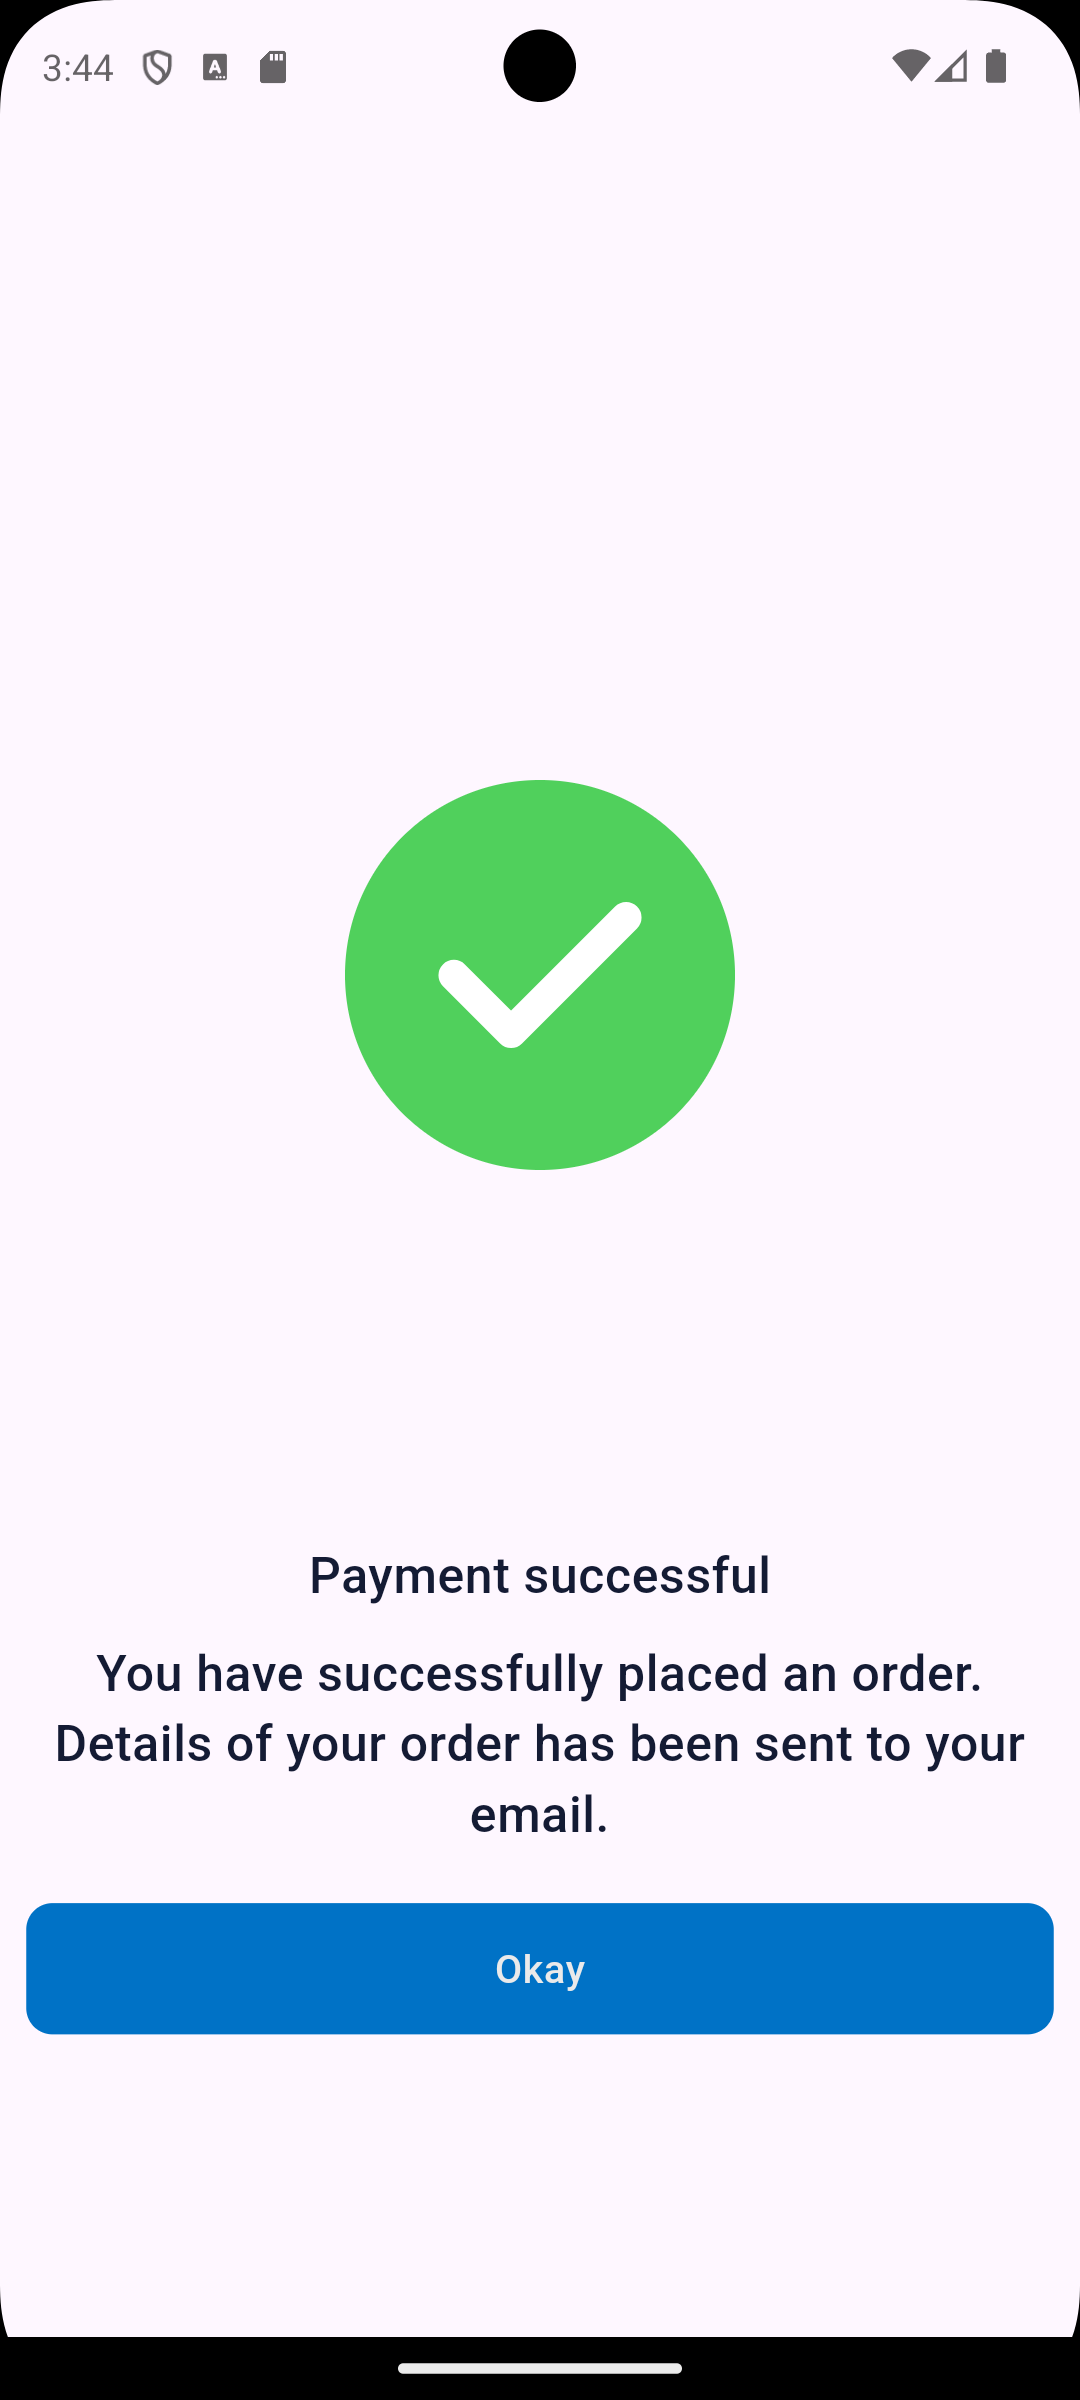 3:44
Payment successful
You have successfully placed an order.
Details of your order has been sent to your
email.
Okay